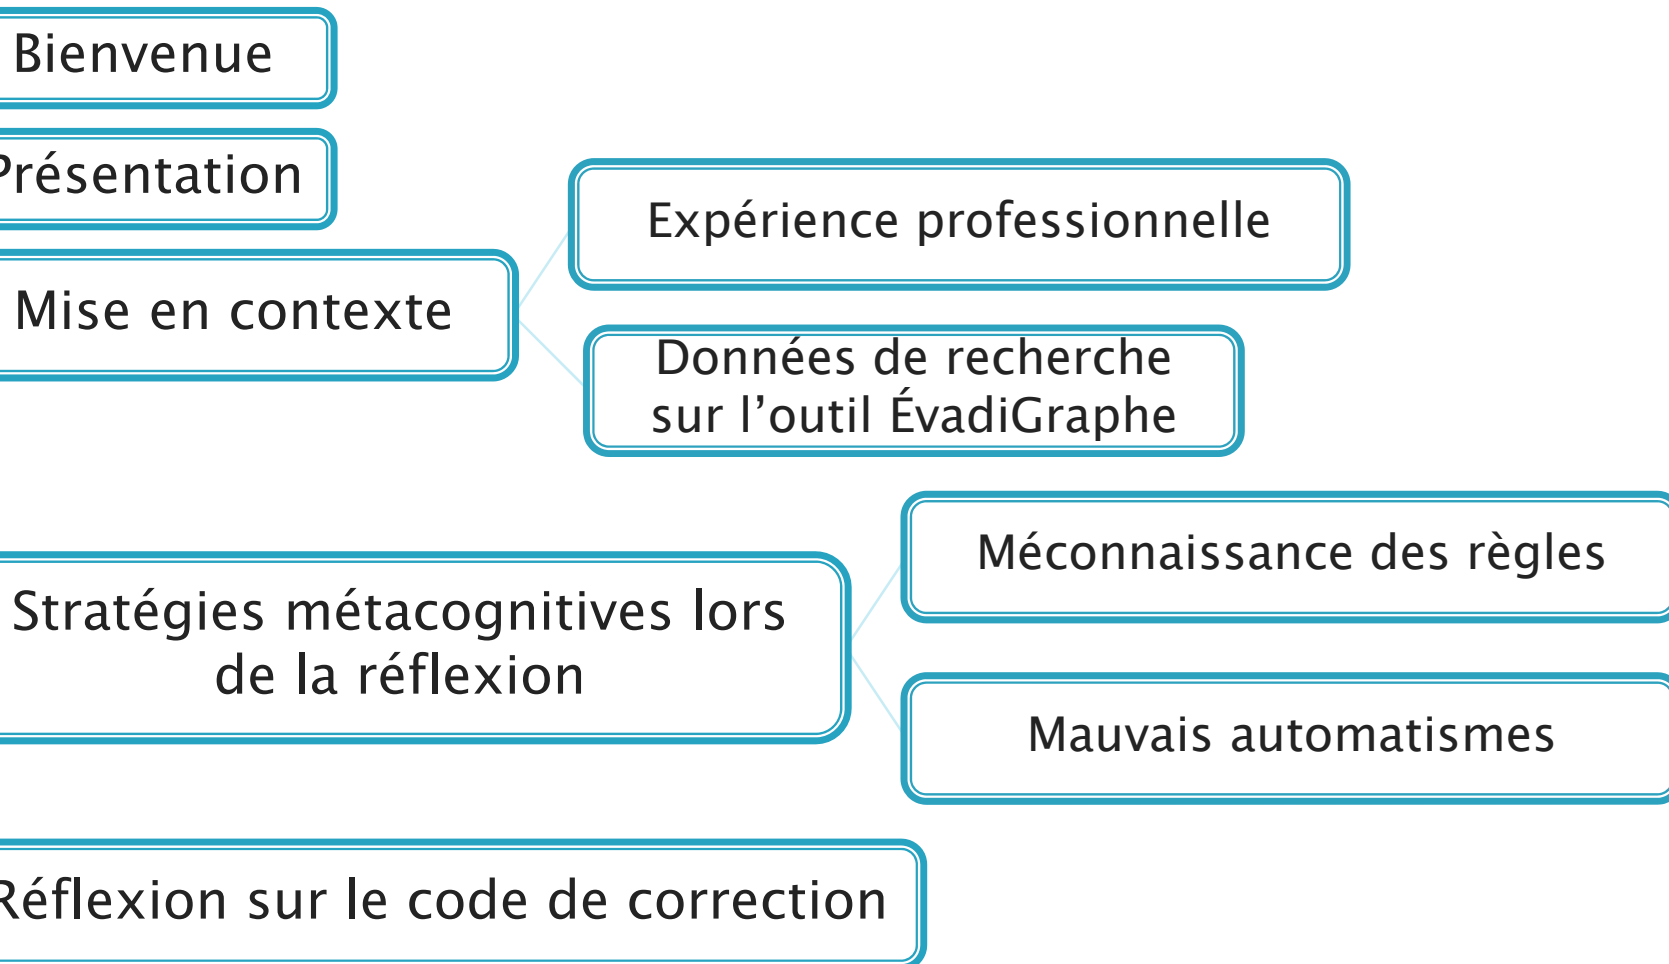 Bienvenue
Présentation
Mise en contexte
Expérience professionnelle
Données de recherche
sur l’outil ÉvadiGraphe
Stratégies métacognitives lors
de la réflexion
Méconnaissance des règles
Mauvais automatismes
Réflexion sur le code de correction